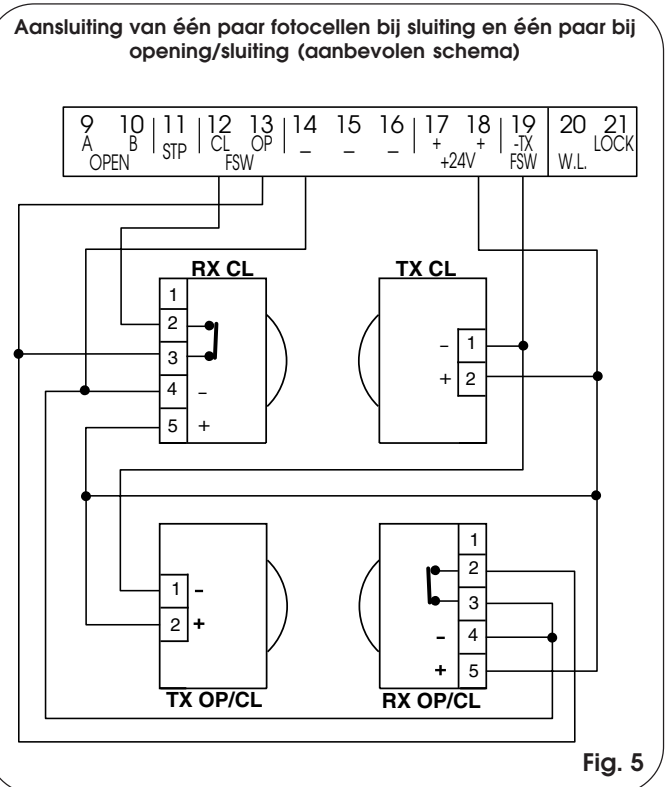 Aansluiting van één paar fotocellen bij sluiting en één paar bij
opening/sluiting (aanbevolen schema)
9 10 11 12 13 14 15 16 17 18 19 20 21
A B STP CL OP – – – + + -TX LOCK
OPEN FSW +24V FSW W.L.
RX CL TX CL
1
2
3
4 –
5 +
– 1
+ 2
1 -
2 +
1
2
3
- 4
+ 5
TX OP/CL RX OP/CL
Fig. 5